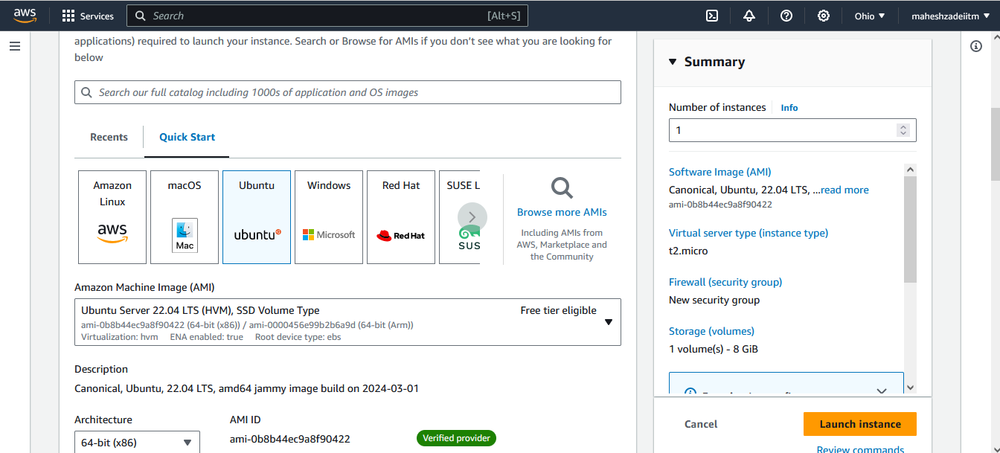 aws
Services
Search
[Alt+S]
Ohio
maheshzadeiitm
applications) required to launch your instance. Search or Browse for AMIs if you don't see what you are looking for
below
Search our full catalog including 1000s of application and OS images
Recents
Quick Start
Amazon
Linux
aws
macOS
Mac
Ubuntu
ubuntu
Windows
Microsoft
Red Hat
Red Hat
SUSE L
SUS
Browse more AMIs
Including AMIs from
AWS, Marketplace and
the Community
Amazon Machine Image (AMI)
Ubuntu Server 22.04 LTS (HVM), SSD Volume Type
Free tier eligible
ami-0b8b44ec9a8f90422 (64-bit (x86)) / ami-0000456e99b2b6a9d (64-bit (Arm))
Virtualization: hvm ENA enabled: true Root device type: ebs
Description
Canonical, Ubuntu, 22.04 LTS, amd64 jammy image build on 2024-03-01
Architecture
64-bit (x86)
AMI ID
ami-0b8b44ec9a8f90422
Verified provider
Summary
Number of instances
Info
1
Software Image (AMI)
Canonical, Ubuntu, 22.04 LTS, ...read more
ami-0b8b44ec9a8f90422
Virtual server type (instance type)
t2.micro
Firewall (security group)
New security group
Storage (volumes)
1 volume(s) - 8 GiB
Cancel
Launch instance
Review commands